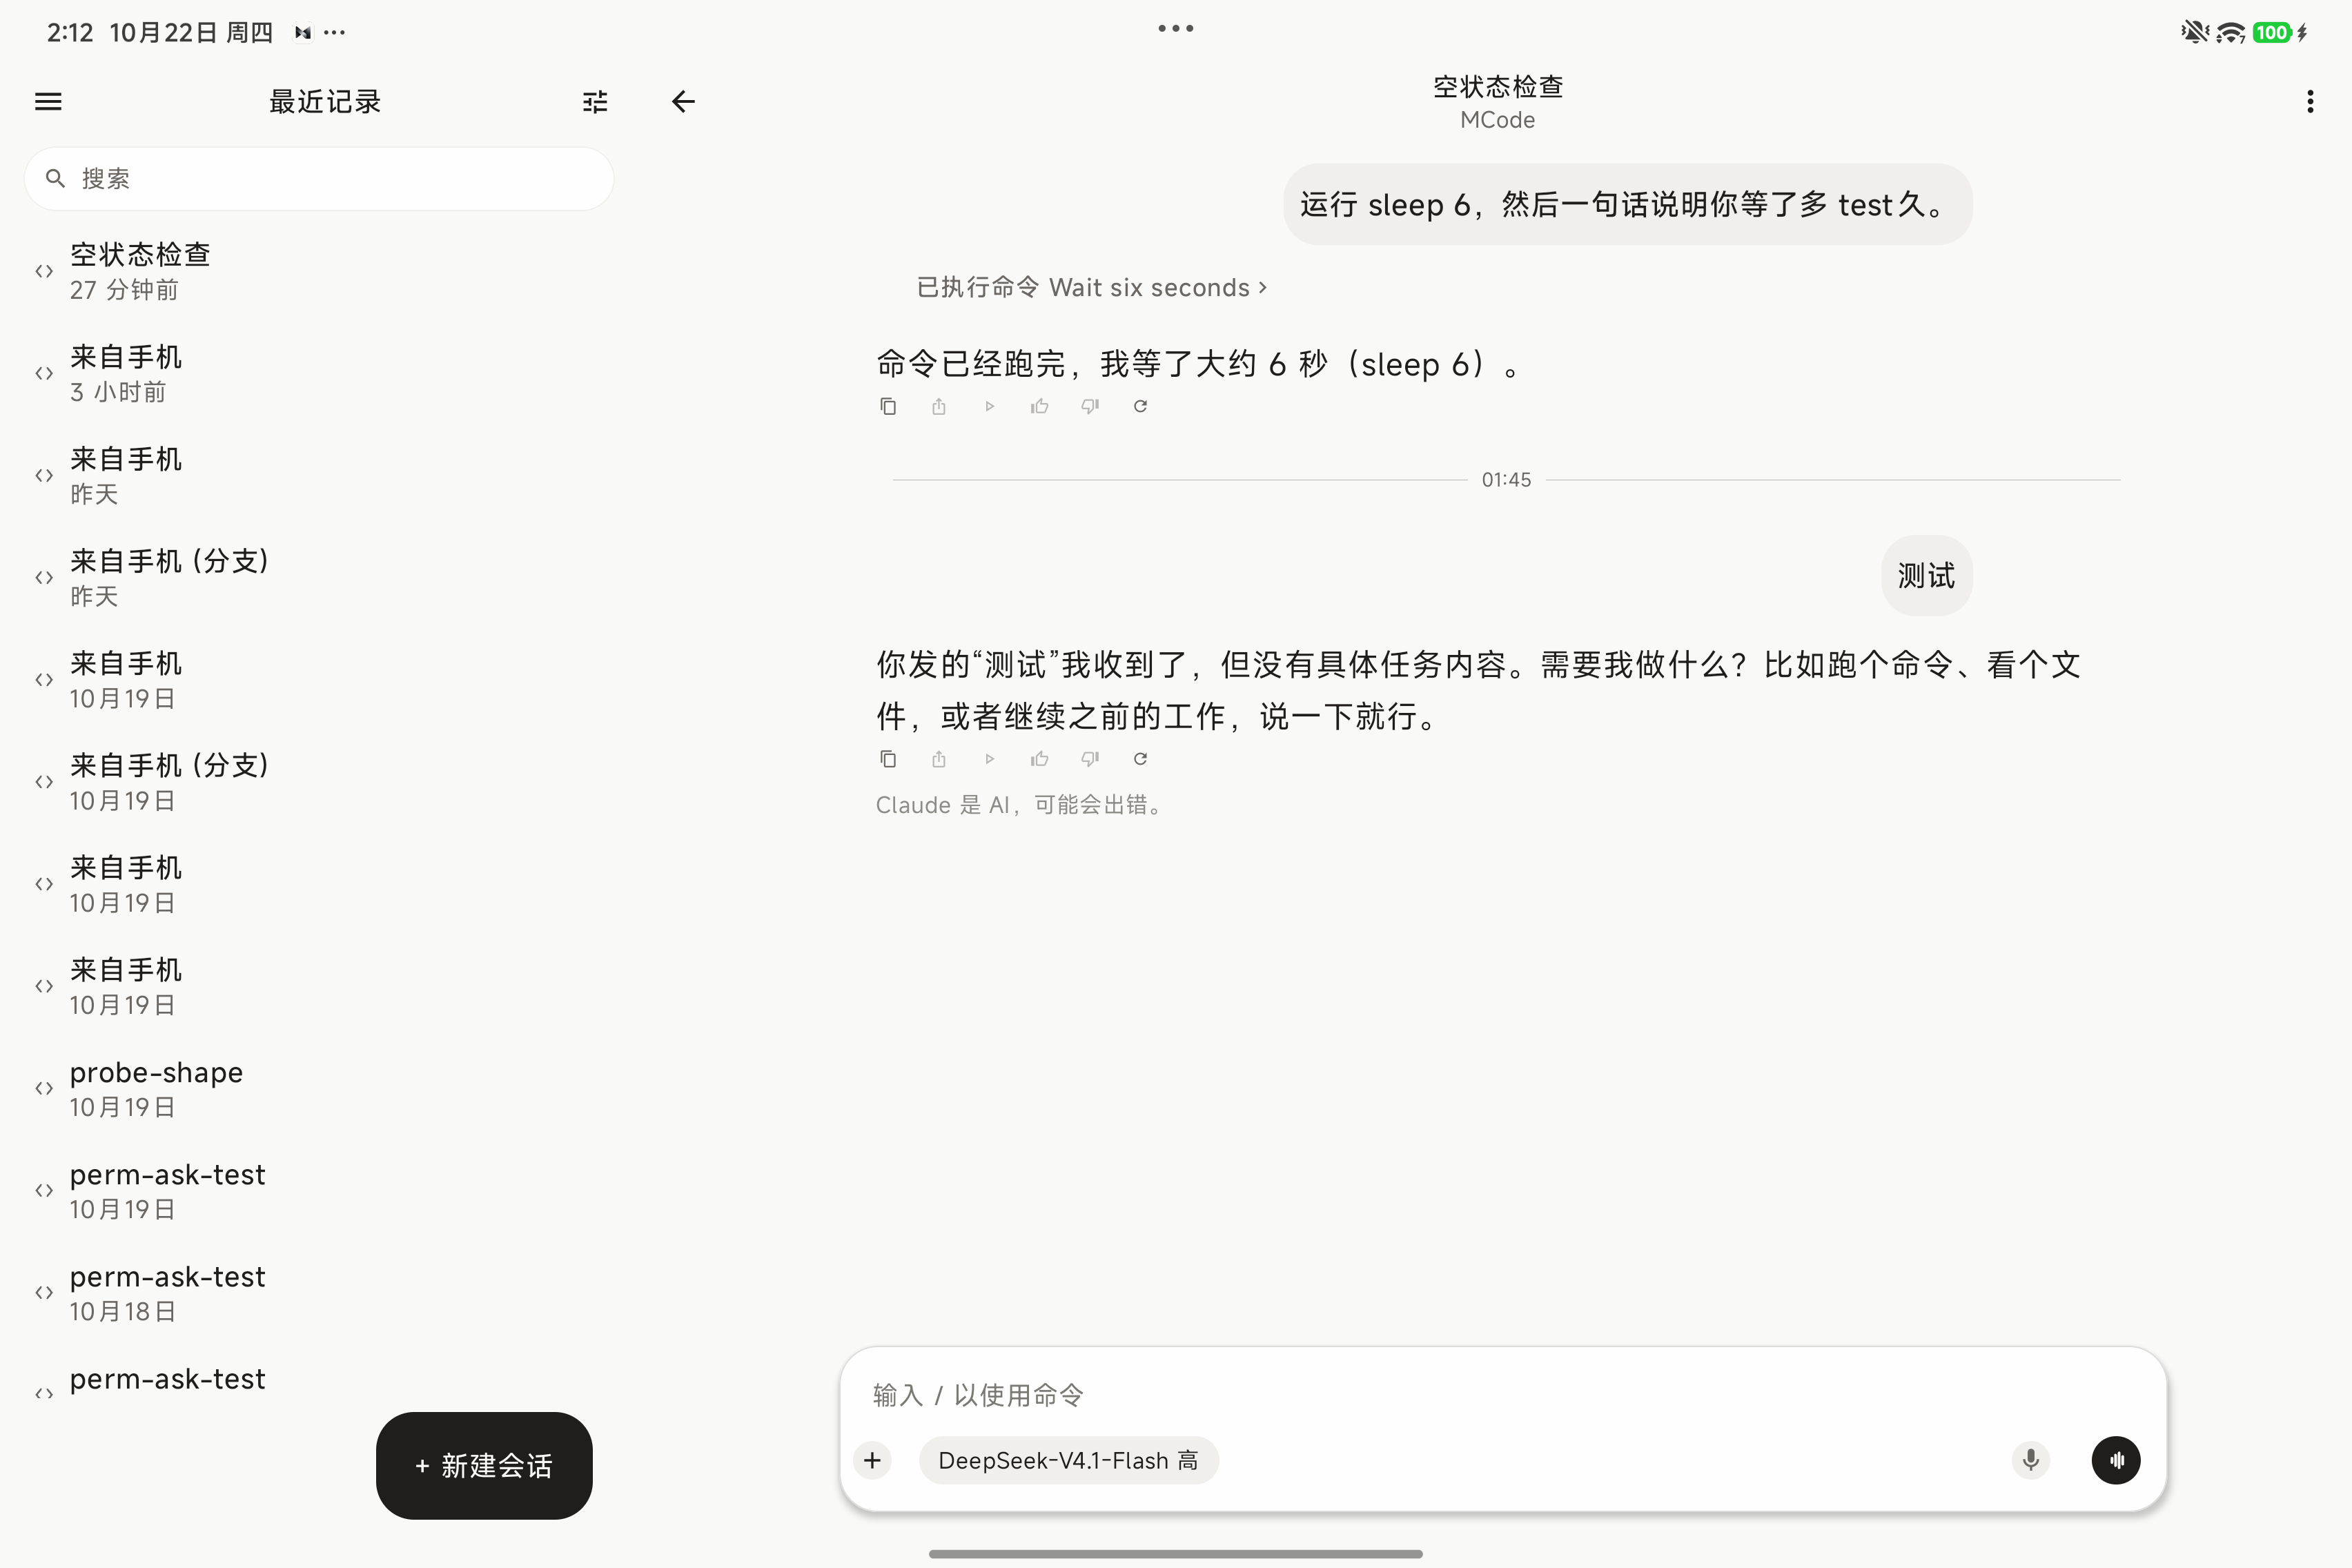 2:12 10月22日 周四
100
最近记录
搜索
空状态检查
27 分钟前
来自手机
3 小时前
来自手机
昨天
来自手机 (分支)
昨天
来自手机
10月19日
来自手机 (分支)
10月19日
来自手机
10月19日
来自手机
10月19日
probe-shape
10月19日
perm-ask-test
10月19日
perm-ask-test
10月18日
perm-ask-test
+ 新建会话
空状态检查
MCode
运行 sleep 6，然后一句话说明你等了多 test久。
已执行命令 Wait six seconds ›
命令已经跑完，我等了大约 6 秒（sleep 6）。
01:45
测试
你发的“测试”我收到了，但没有具体任务内容。需要我做什么？比如跑个命令、看个文
件，或者继续之前的工作，说一下就行。
Claude 是 AI，可能会出错。
输入 / 以使用命令
DeepSeek-V4.1-Flash 高